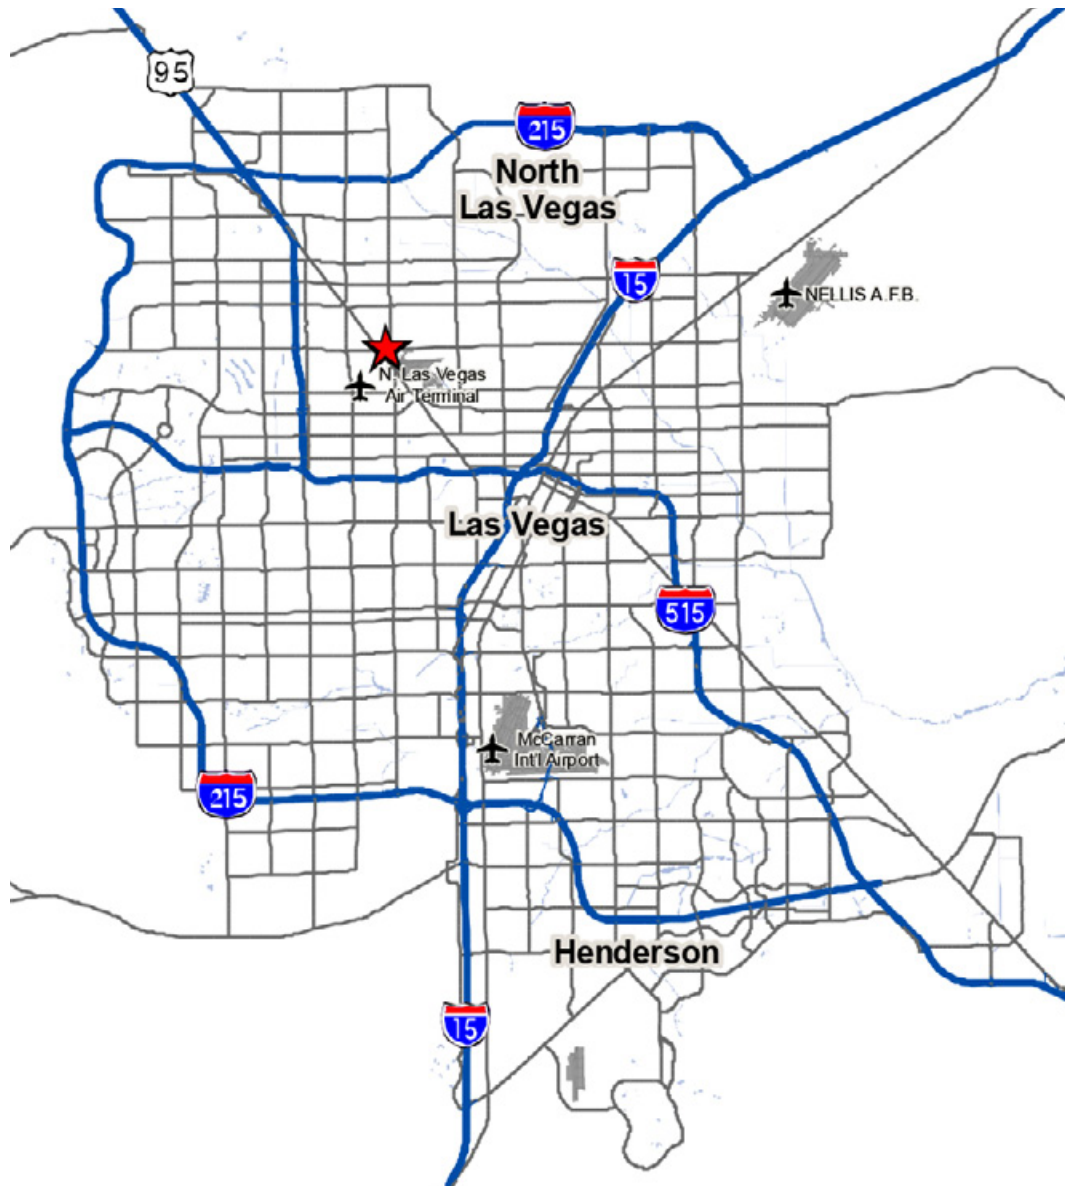 95
215
North
Las Vegas
15
NELLIS A.F.B.
N. Las Vegas
Air Terminal
Las Vegas
515
McCarran
Int'l Airport
215
Henderson
15